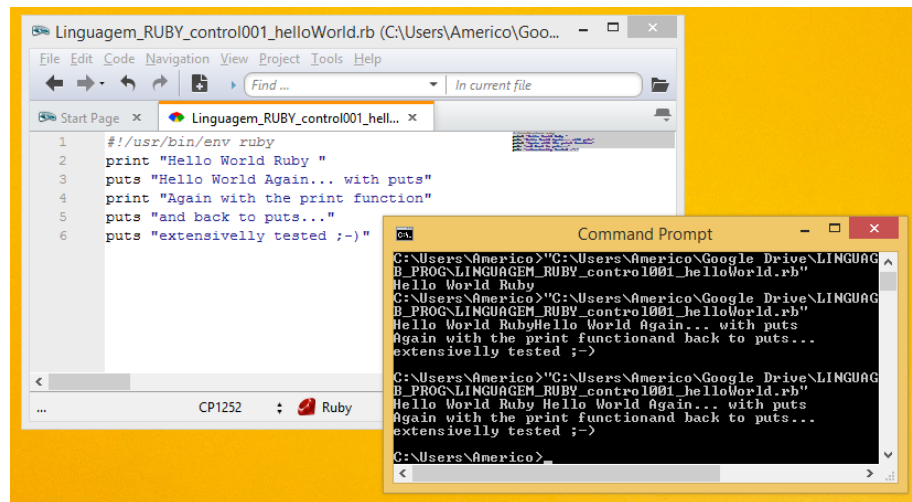 Linguagem_RUBY_control001_helloWorld.rb (C:\Users\Americo\Goo...
File Edit Code Navigation View Project Tools Help
Find ... In current file
Start Page × Linguagem_RUBY_control001_hell... ×
1 #!/usr/bin/env ruby
2 print "Hello World Ruby "
3 puts "Hello World Again... with puts"
4 print "Again with the print function"
5 puts "and back to puts..."
6 puts "extensivelly tested ;-)"
... CP1252 Ruby
C:\. Command Prompt
C:\Users\Americo>"C:\Users\Americo\Google Drive\LINGUAG
B_PROG\LINGUAGEM_RUBY_control001_helloWorld.rb"
Hello World Ruby
C:\Users\Americo>"C:\Users\Americo\Google Drive\LINGUAG
B_PROG\LINGUAGEM_RUBY_control001_helloWorld.rb"
Hello World RubyHello World Again... with puts
Again with the print functionand back to puts...
extensivelly tested ;-)
C:\Users\Americo>"C:\Users\Americo\Google Drive\LINGUAG
B_PROG\LINGUAGEM_RUBY_control001_helloWorld.rb"
Hello World Ruby Hello World Again... with puts
Again with the print functionand back to puts...
extensivelly tested ;-)
C:\Users\Americo>_